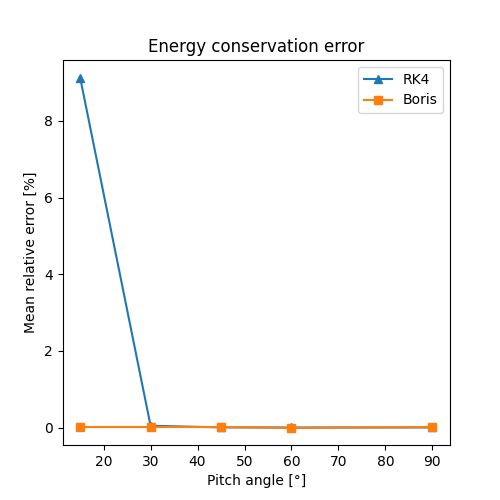 Energy conservation error
RK4
Boris
Mean relative error [%]
8
6
4
2
0
20 30 40 50 60 70 80 90
Pitch angle [°]